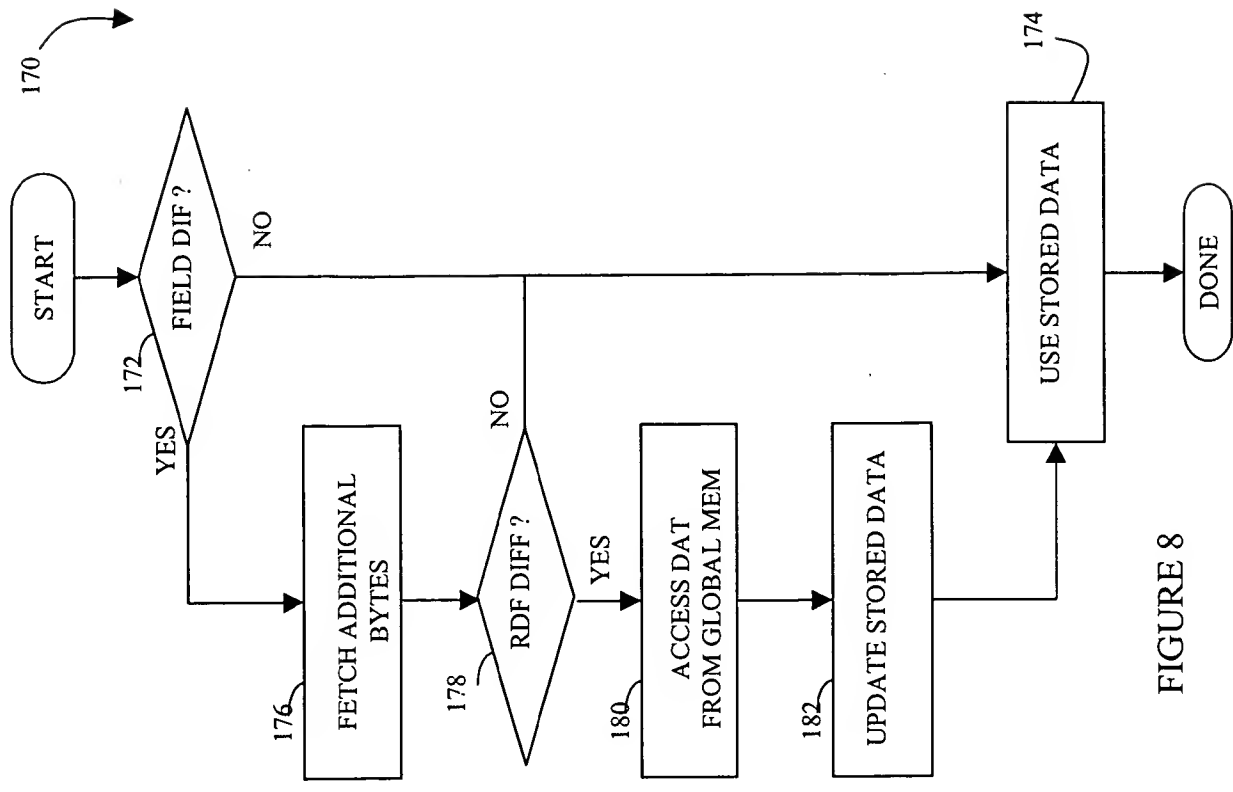 170
START
FIELD DIF ?
172
YES
NO
FETCH ADDITIONAL
BYTES
176
RDF DIFF ?
178
NO
YES
ACCESS DAT
FROM GLOBAL MEM
180
UPDATE STORED DATA
182
USE STORED DATA
174
DONE
FIGURE 8